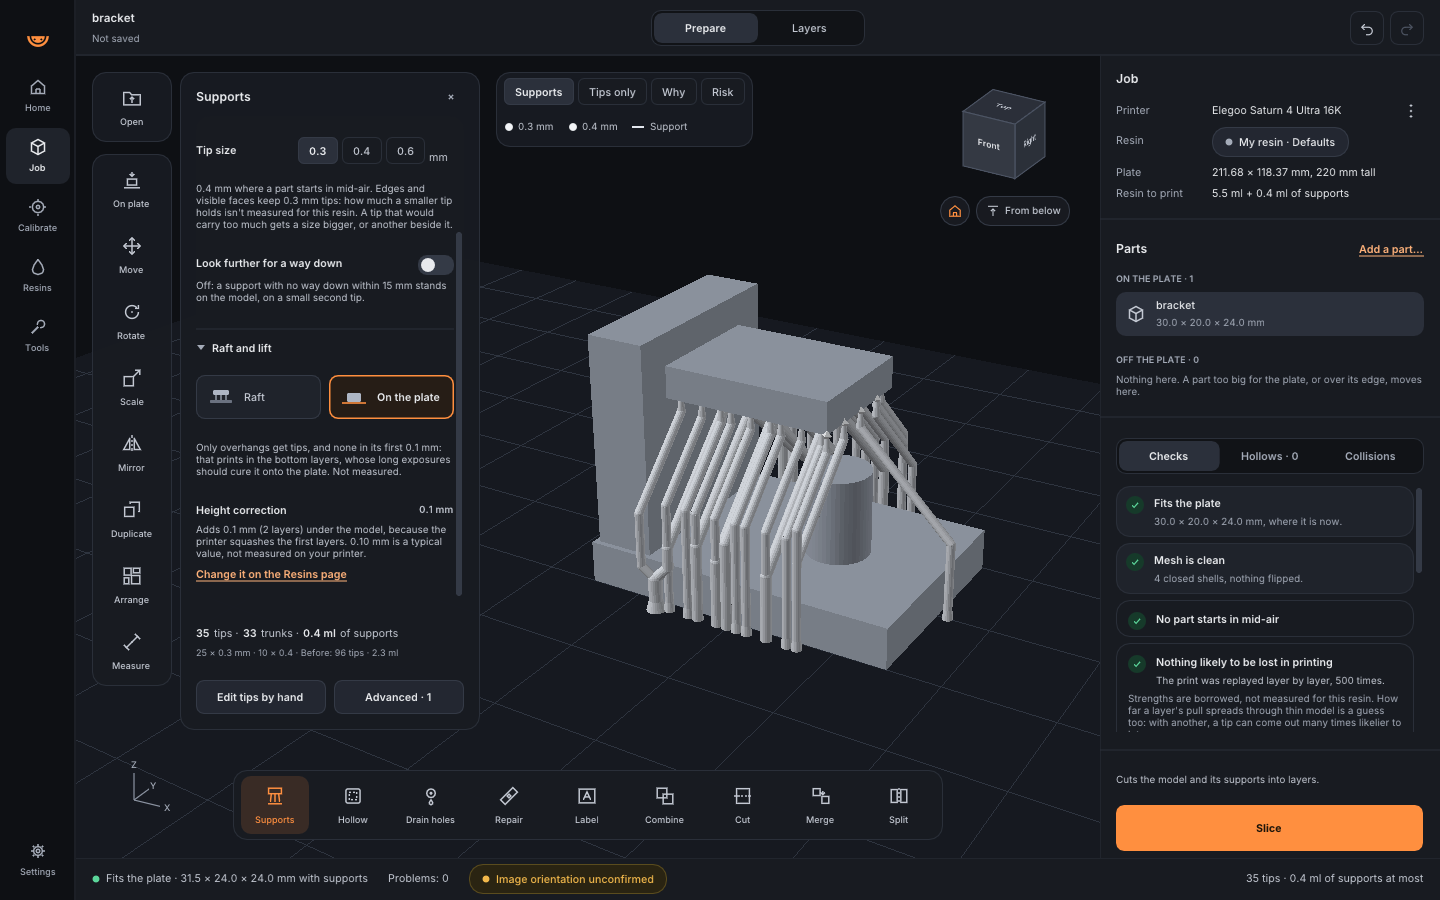 bracket
Not saved
Prepare
Layers
Home
Job
Calibrate
Resins
Tools
Settings
Open
On plate
Move
Rotate
Scale
Mirror
Duplicate
Arrange
Measure
Supports
×
Tip size
0.3
0.4
0.6
mm
0.4 mm where a part starts in mid-air. Edges and
visible faces keep 0.3 mm tips: how much a smaller tip
holds isn't measured for this resin. A tip that would
carry too much gets a size bigger, or another beside it.
Look further for a way down
Off: a support with no way down within 15 mm stands
on the model, on a small second tip.
Raft and lift
Raft
On the plate
Only overhangs get tips, and none in its first 0.1 mm:
that prints in the bottom layers, whose long exposures
should cure it onto the plate. Not measured.
Height correction
0.1 mm
Adds 0.1 mm (2 layers) under the model, because the
printer squashes the first layers. 0.10 mm is a typical
value, not measured on your printer.
Change it on the Resins page
35 tips · 33 trunks · 0.4 ml of supports
25 × 0.3 mm · 10 × 0.4 · Before: 96 tips · 2.3 ml
Edit tips by hand
Advanced · 1
Supports
Tips only
Why
Risk
0.3 mm
0.4 mm
Support
Top
Front
Right
From below
Z
Y
X
Supports
Hollow
Drain holes
Repair
Label
Combine
Cut
Merge
Split
Job
Printer
Elegoo Saturn 4 Ultra 16K
Resin
My resin · Defaults
Plate
211.68 × 118.37 mm, 220 mm tall
Resin to print
5.5 ml + 0.4 ml of supports
Parts
Add a part...
ON THE PLATE · 1
bracket
30.0 × 20.0 × 24.0 mm
OFF THE PLATE · 0
Nothing here. A part too big for the plate, or over its edge, moves
here.
Checks
Hollows · 0
Collisions
Fits the plate
30.0 × 20.0 × 24.0 mm, where it is now.
Mesh is clean
4 closed shells, nothing flipped.
No part starts in mid-air
Nothing likely to be lost in printing
The print was replayed layer by layer, 500 times.
Strengths are borrowed, not measured for this resin. How
far a layer's pull spreads through thin model is a guess
too: with another, a tip can come out many times likelier to
Cuts the model and its supports into layers.
Slice
Fits the plate · 31.5 × 24.0 × 24.0 mm with supports
Problems: 0
Image orientation unconfirmed
35 tips · 0.4 ml of supports at most